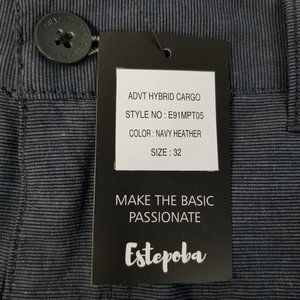 ADVT HYBRID CARGO
STYLE NO : E91MPT05
COLOR : NAVY HEATHER
SIZE : 32
MAKE THE BASIC
PASSIONATE
Estepoba